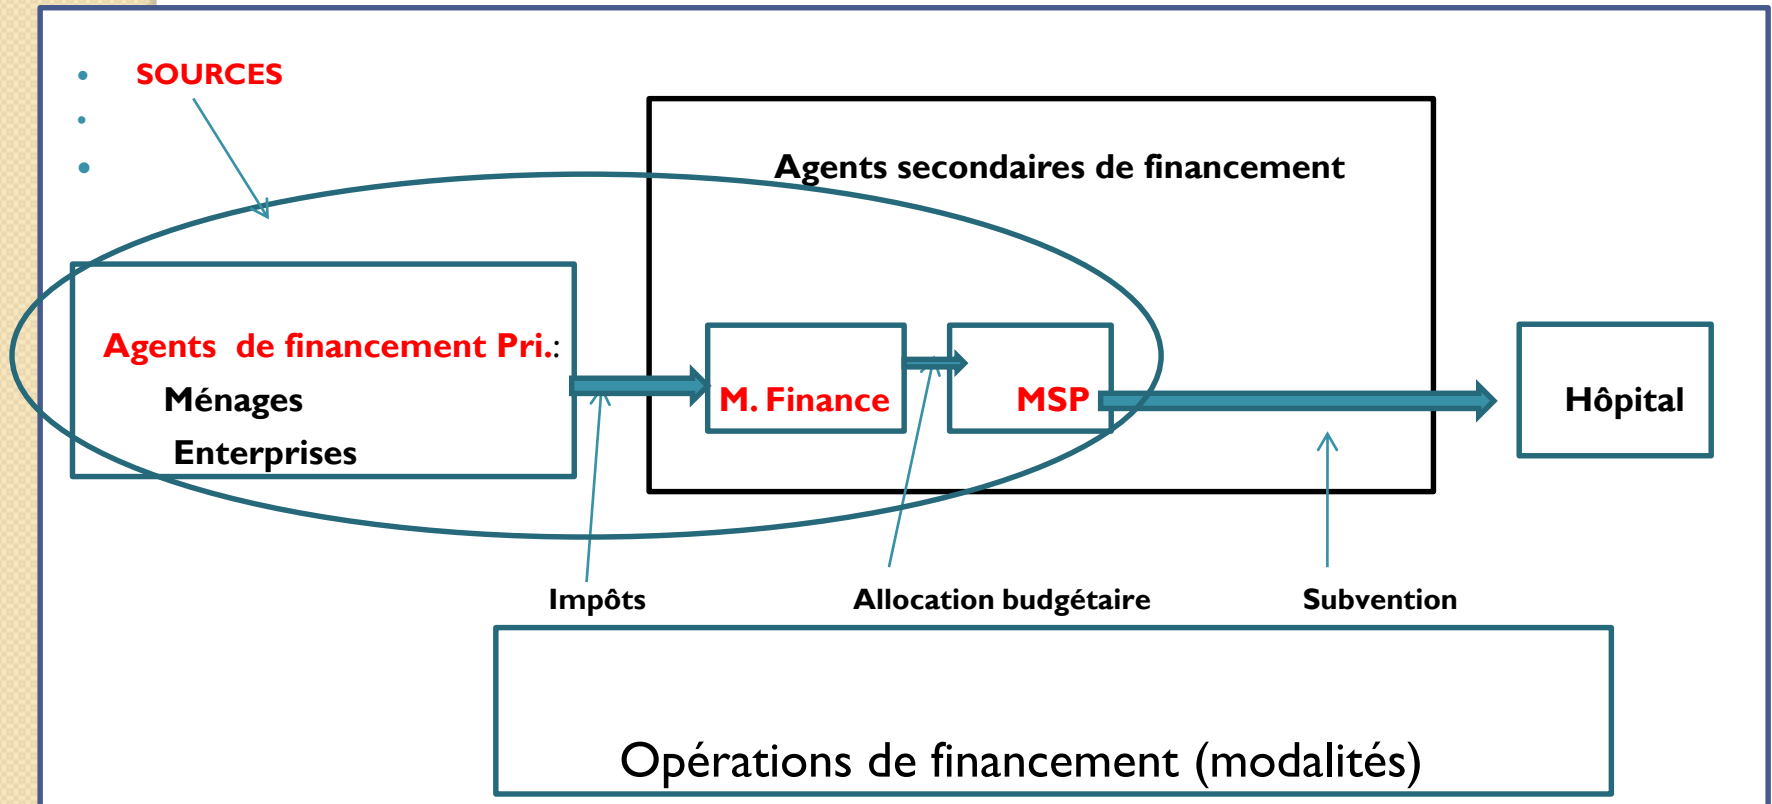 SOURCES
Agents secondaires de financement
Agents de financement Pri.:
Ménages
Enterprises
M. Finance
MSP
Hôpital
Impôts
Allocation budgétaire
Subvention
Opérations de financement (modalités)